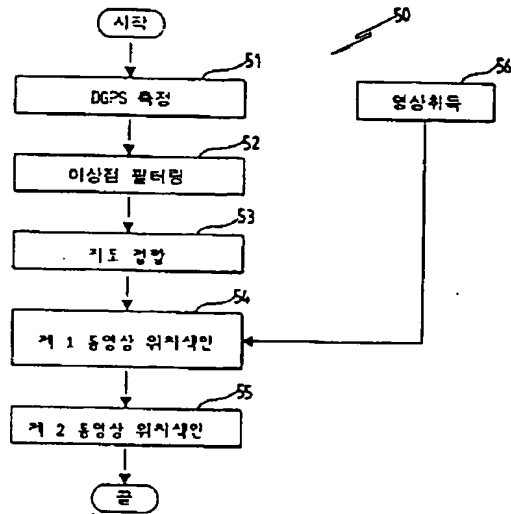 시작
50
51
DGPS 측정
56
영상취득
52
이상점 필터링
53
지도 접합
54
제 1 동영상 위치색인
55
제 2 동영상 위치색인
끝